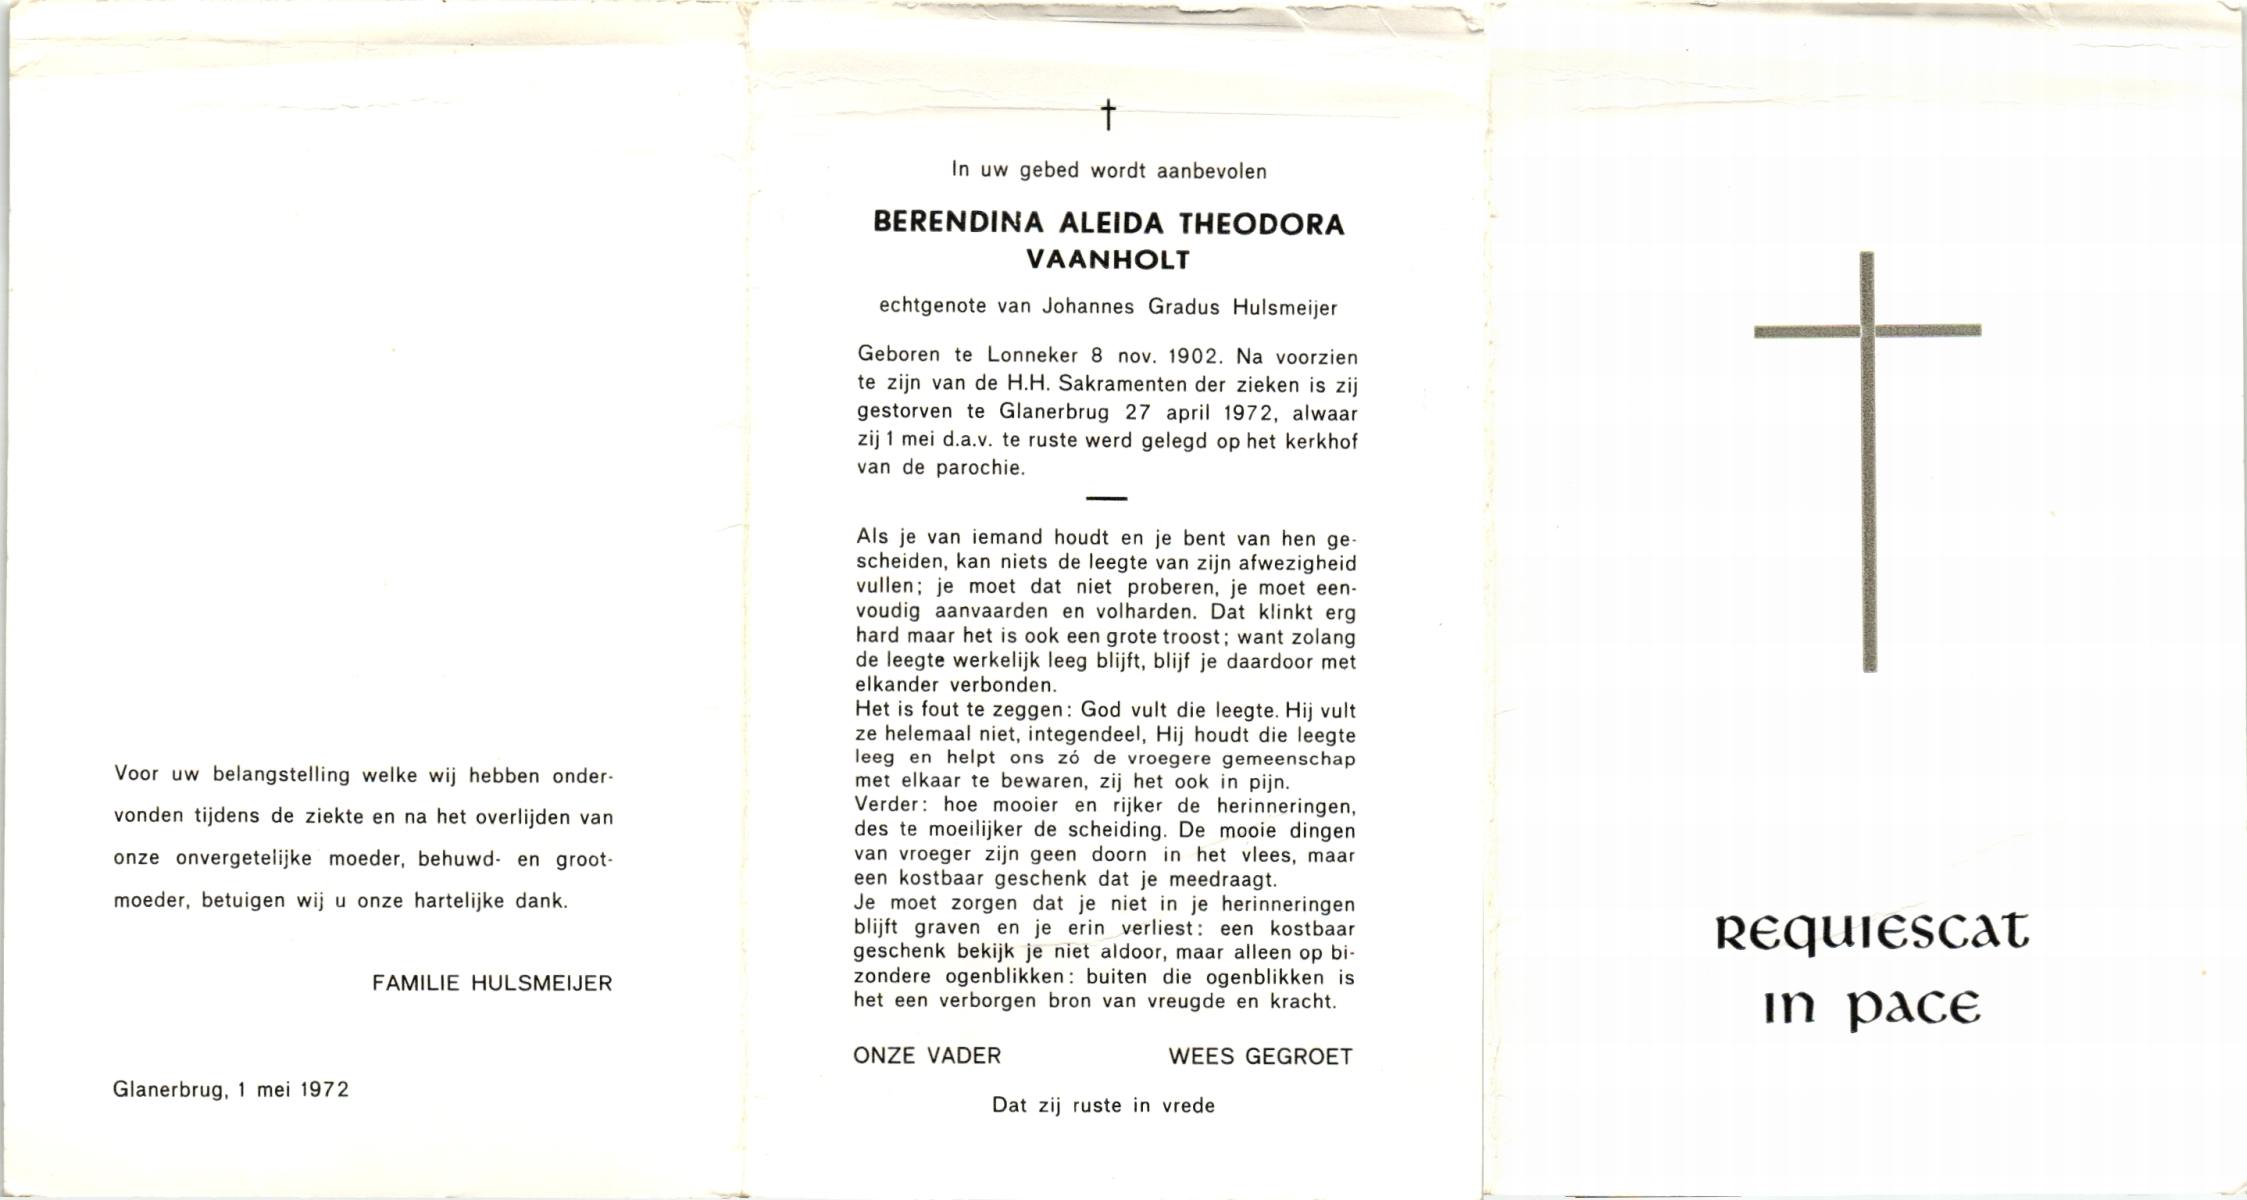 Voor uw belangstelling welke wij hebben onder-
vonden tijdens de ziekte en na het overlijden van
onze onvergetelijke moeder, behuwd- en groot-
moeder, betuigen wij u onze hartelijke dank.
FAMILIE HULSMEIJER
Glanerbrug, 1 mei 1972
In uw gebed wordt aanbevolen
BERENDINA ALEIDA THEODORA
VAANHOLT
echtgenote van Johannes Gradus Hulsmeijer
Geboren te Lonneker 8 nov. 1902. Na voorzien
te zijn van de H.H. Sakramenten der zieken is zij
gestorven te Glanerbrug 27 april 1972, alwaar
zij 1 mei d.a.v. te ruste werd gelegd op het kerkhof
van de parochie.
Als je van iemand houdt en je bent van hen ge-
scheiden, kan niets de leegte van zijn afwezigheid
vullen; je moet dat niet proberen, je moet een-
voudig aanvaarden en volharden. Dat klinkt erg
hard maar het is ook een grote troost; want zolang
de leegte werkelijk leeg blijft, blijf je daardoor met
elkander verbonden.
Het is fout te zeggen: God vult die leegte. Hij vult
ze helemaal niet, integendeel, Hij houdt die leegte
leeg en helpt ons zó de vroegere gemeenschap
met elkaar te bewaren, zij het ook in pijn.
Verder: hoe mooier en rijker de herinneringen,
des te moeilijker de scheiding. De mooie dingen
van vroeger zijn geen doorn in het vlees, maar
een kostbaar geschenk dat je meedraagt.
Je moet zorgen dat je niet in je herinneringen
blijft graven en je erin verliest: een kostbaar
geschenk bekijk je niet aldoor, maar alleen op bi-
zondere ogenblikken: buiten die ogenblikken is
het een verborgen bron van vreugde en kracht.
ONZE VADER WEES GEGROET
Dat zij ruste in vrede
REQUIESCAT
IN PACE